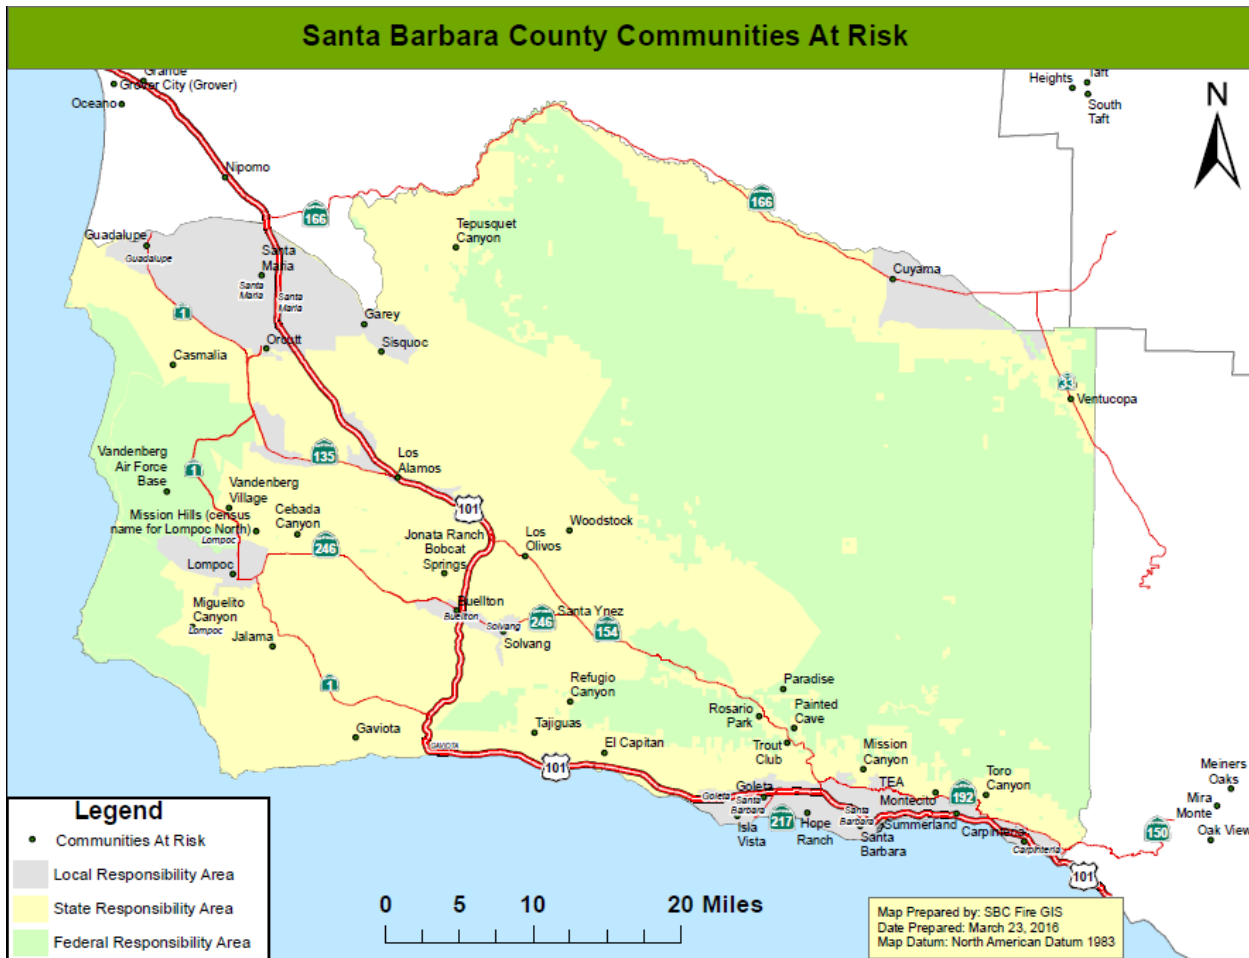 Santa Barbara County Communities At Risk
Grande
Grover City (Grover)
Oceano
Heights
Taft
South
Taft
N
Nipomo
166
166
Tepusquet
Canyon
Guadalupe
Guadalupe
Santa
Maria
Santa
Maria
Santa
Maria
Cuyama
1
Garey
Orcutt
Sisquoc
Casmalia
33
Ventucopa
Vandenberg
Air Force
Base
1
135
Los
Alamos
101
Vandenberg
Village
Mission Hills (census
name for Lompoc North)
Lompoc
Cebada
Canyon
246
Jonata Ranch
Bobcat
Springs
Los
Olivos
Woodstock
Lompoc
Buellton
Buellton
Solvang
246
Santa Ynez
154
Solvang
Miguelito
Canyon
Lompoc
Jalama
1
Refugio
Canyon
Paradise
Rosario
Park
Painted
Cave
Gaviota
GAVIOTA
Tajiguas
El Capitan
101
Trout
Club
Mission
Canyon
TEA
Toro
Canyon
Meiners
Oaks
Goleta
Goleta
Santa
Barbara
Montecito
192
Mira
Monte
Isla
Vista
217
Hope
Ranch
Santa
Barbara
Santa
Barbara
Summerland
Carpinteria
Carpinteria
150
Oak View
101
Legend
Communities At Risk
Local Responsibility Area
State Responsibility Area
Federal Responsibility Area
0 5 10 20 Miles
Map Prepared by: SBC Fire GIS
Date Prepared: March 23, 2016
Map Datum: North American Datum 1983